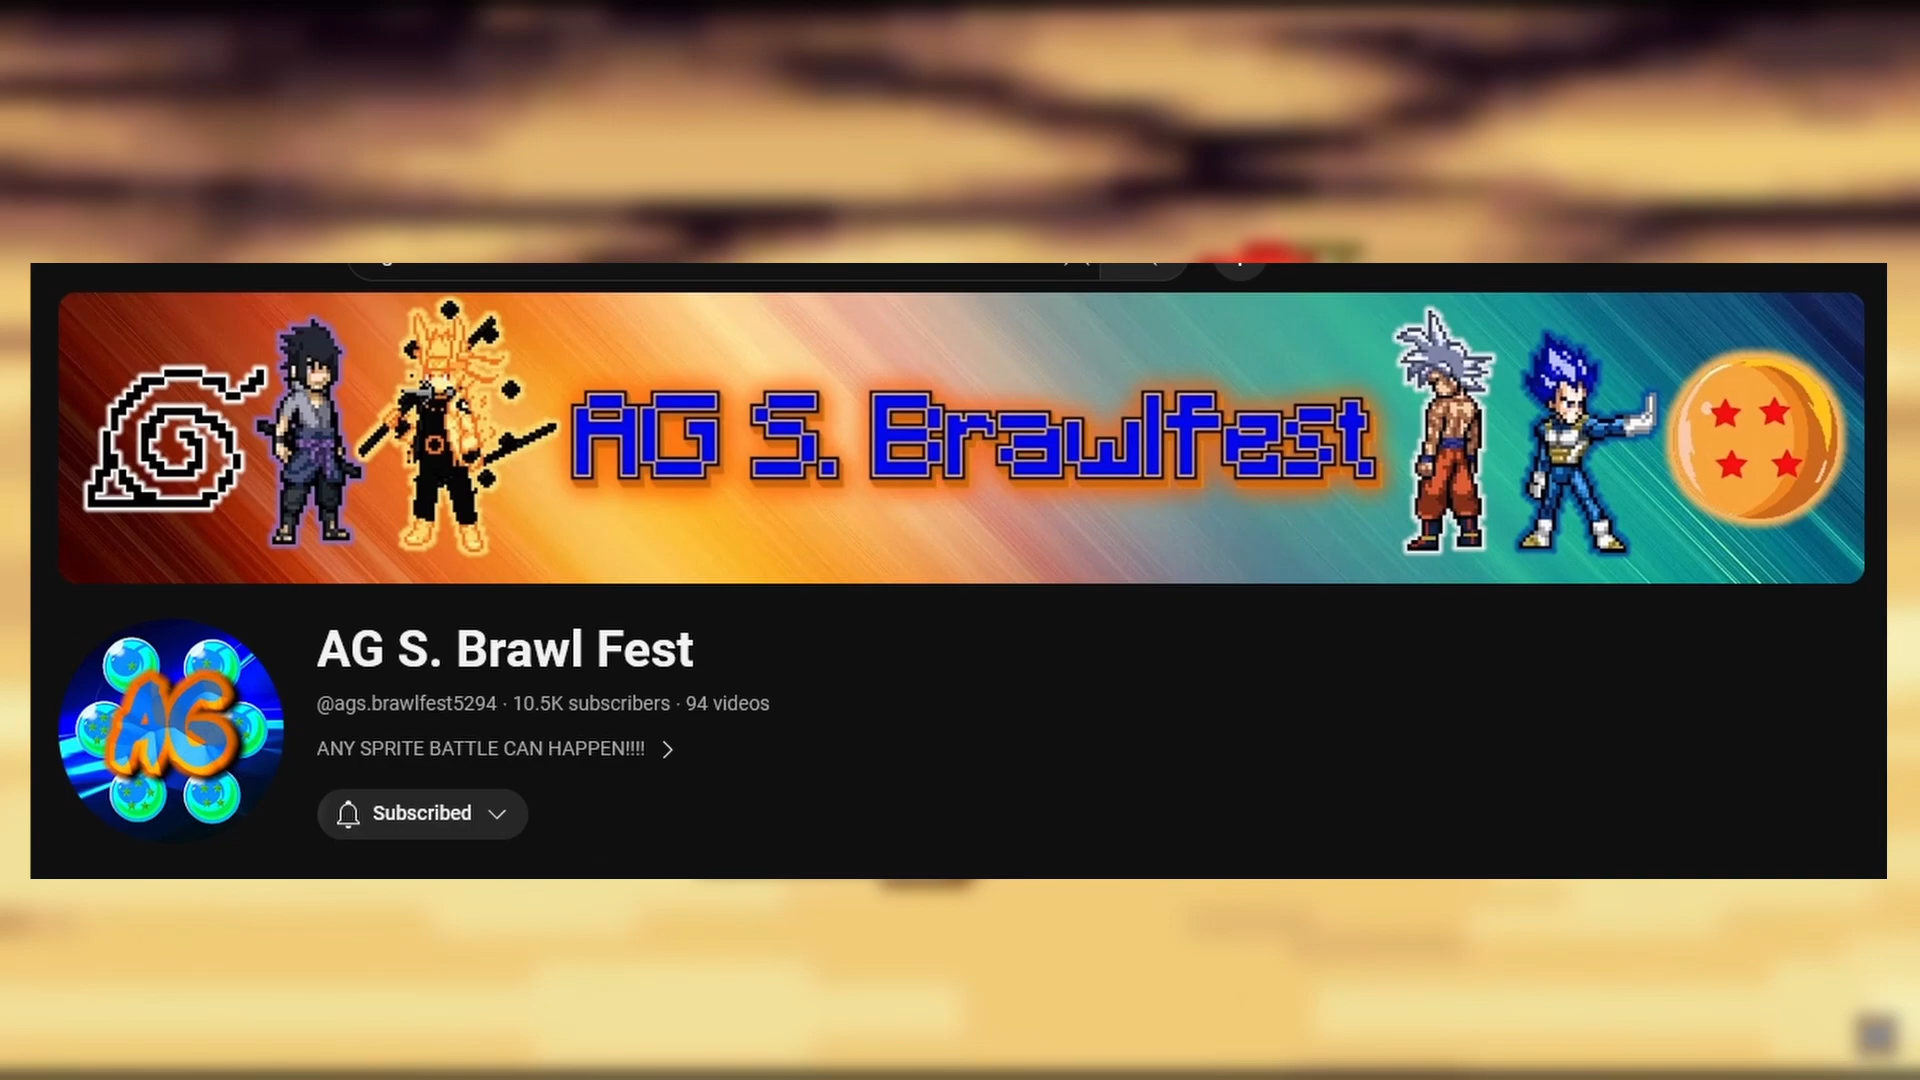 AG S. Brawlfest
AG
AG S. Brawl Fest
@ags.brawlfest5294 · 10.5K subscribers · 94 videos
ANY SPRITE BATTLE CAN HAPPEN!!!!
Subscribed